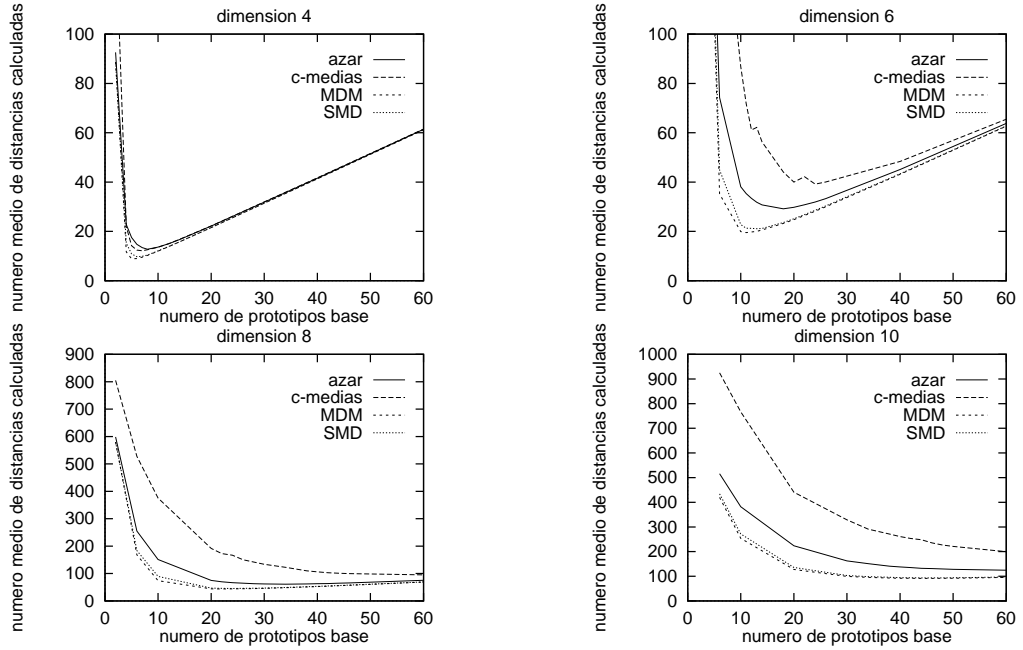 dimension 4
numero medio de distancias calculadas
100
80
60
40
20
0
azar
c-medias
MDM
SMD
0 10 20 30 40 50 60
numero de prototipos base
dimension 6
numero medio de distancias calculadas
100
80
60
40
20
0
azar
c-medias
MDM
SMD
0 10 20 30 40 50 60
numero de prototipos base
dimension 8
numero medio de distancias calculadas
900
800
700
600
500
400
300
200
100
0
azar
c-medias
MDM
SMD
0 10 20 30 40 50 60
numero de prototipos base
dimension 10
numero medio de distancias calculadas
1000
900
800
700
600
500
400
300
200
100
0
azar
c-medias
MDM
SMD
0 10 20 30 40 50 60
numero de prototipos base